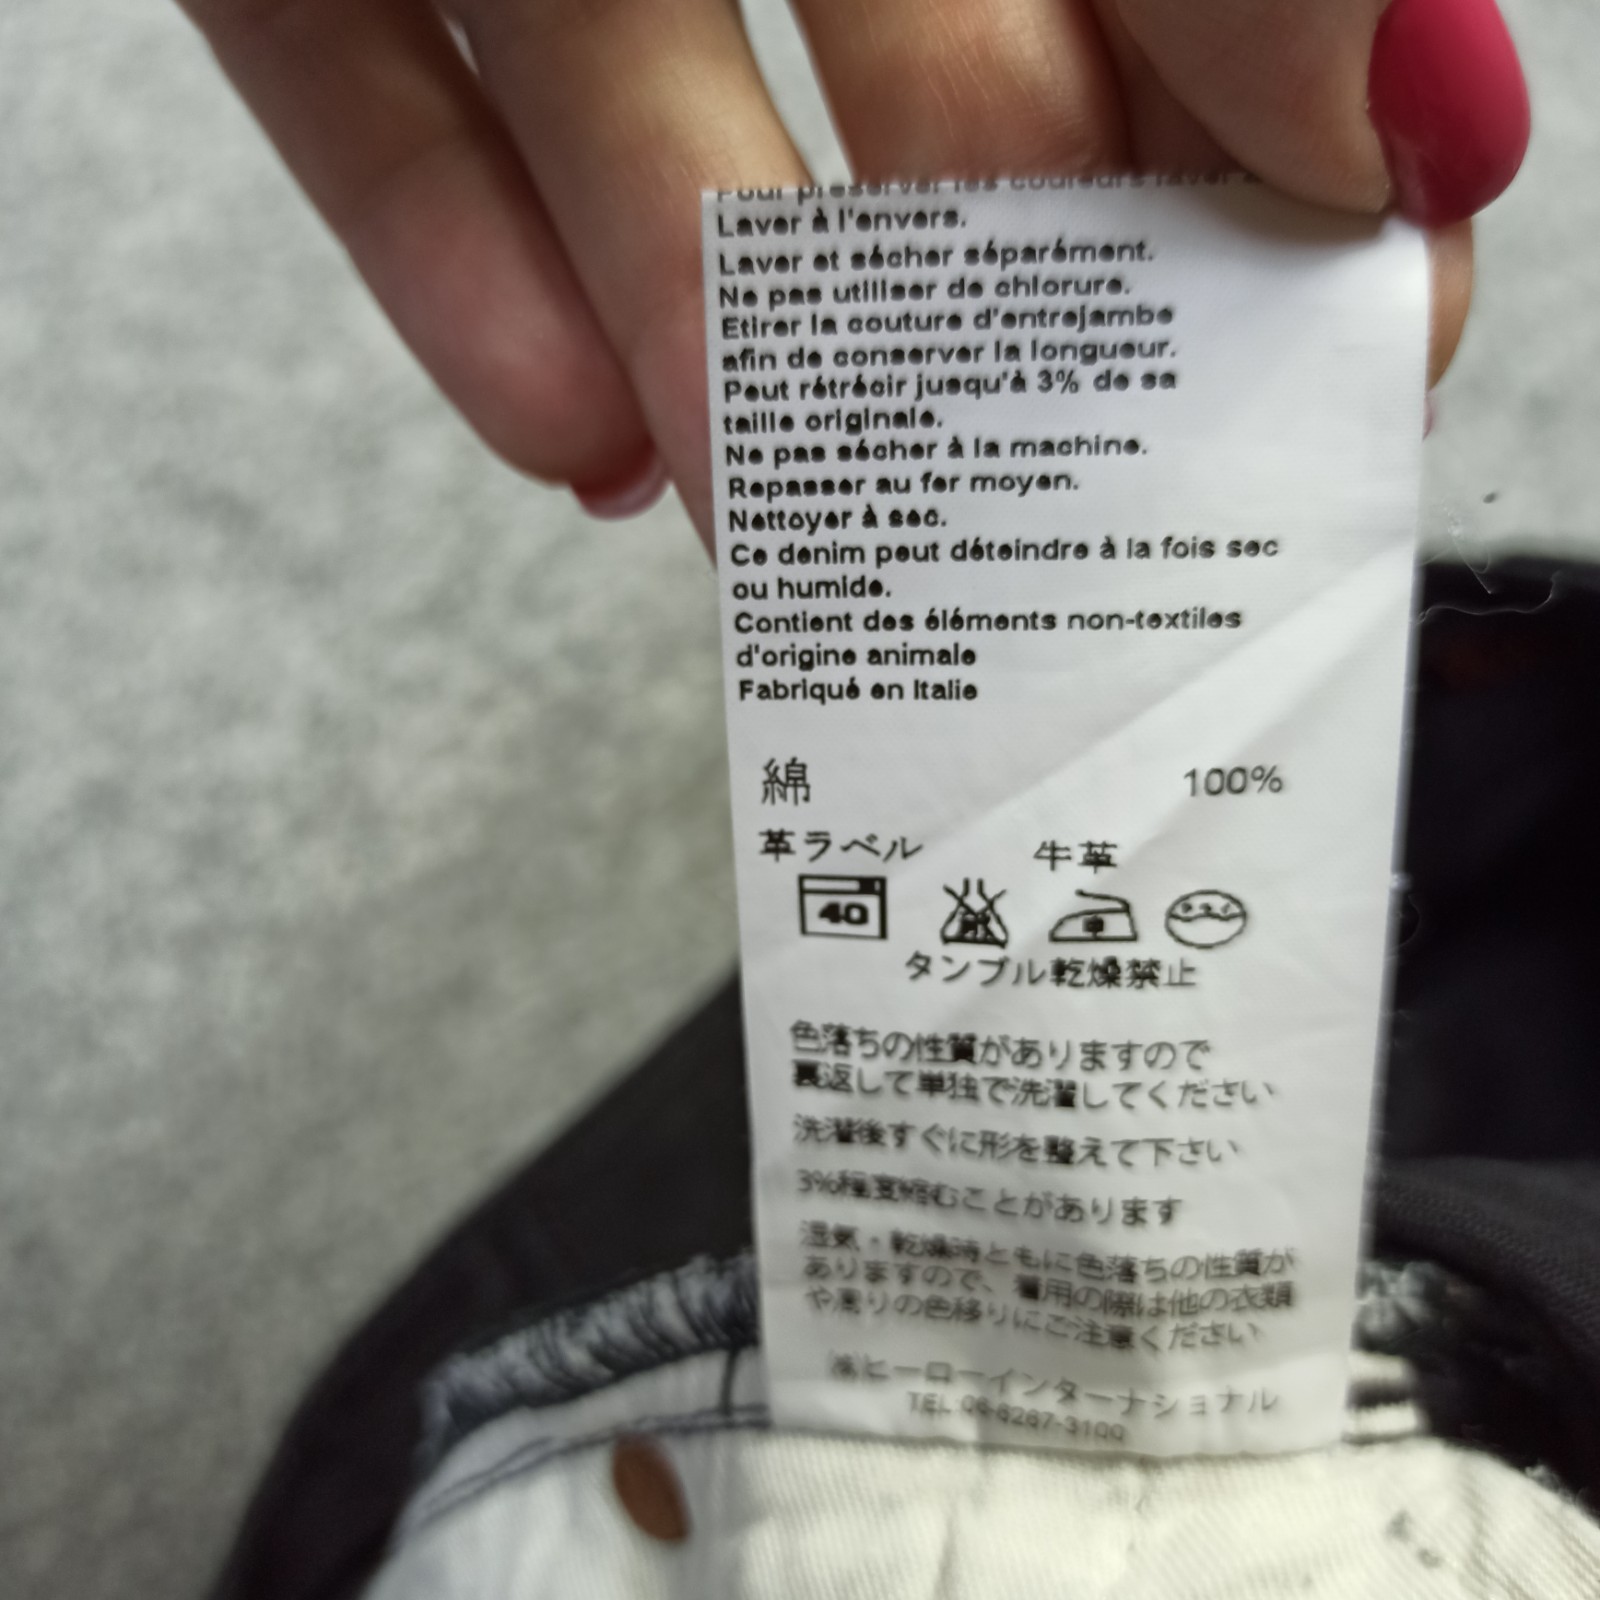 Pour préserver les couleurs laver à
Laver à l'envers.
Laver et sécher séparément.
Ne pas utiliser de chlorure.
Etirer la couture d'entrejambe
afin de conserver la longueur.
Peut rétrécir jusqu'à 3% de sa
taille originale.
Ne pas sécher à la machine.
Repasser au fer moyen.
Nettoyer à sec.
Ce denim peut déteindre à la fois sec
ou humide.
Contient des éléments non-textiles
d'origine animale
Fabriqué en Italie
綿 100%
革ラベル 牛革
40 中
タンブル乾燥禁止
色落ちの性質がありますので
裏返して単独で洗濯してください
洗濯後すぐに形を整えて下さい
3%程度縮むことがあります
湿気・乾燥時ともに色落ちの性質が
ありますので、着用の際は他の衣類
や周りの色移りにご注意ください
㈱ヒーローインターナショナル
TEL 06-6267-3100